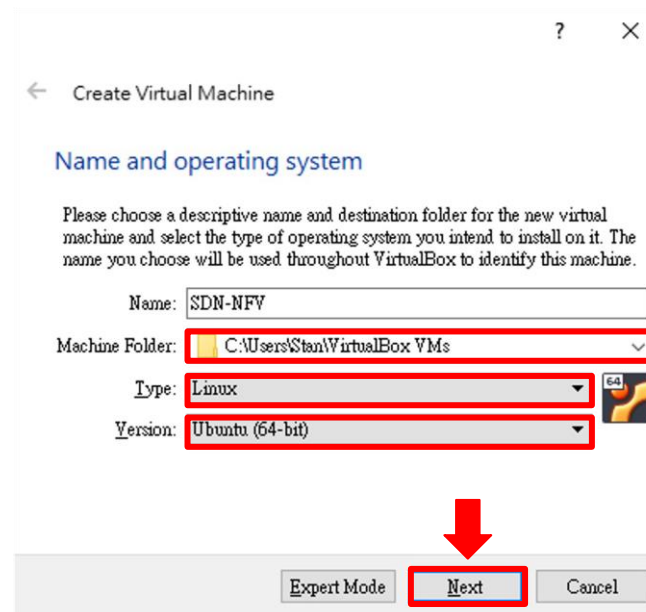 ?
Create Virtual Machine
Name and operating system
Please choose a descriptive name and destination folder for the new virtual
machine and select the type of operating system you intend to install on it. The
name you choose will be used throughout VirtualBox to identify this machine.
Name: SDN-NFV
Machine Folder: C:\Users\Stan\VirtualBox VMs
Type: Linux
64
Version: Ubuntu (64-bit)
Expert Mode Next Cancel